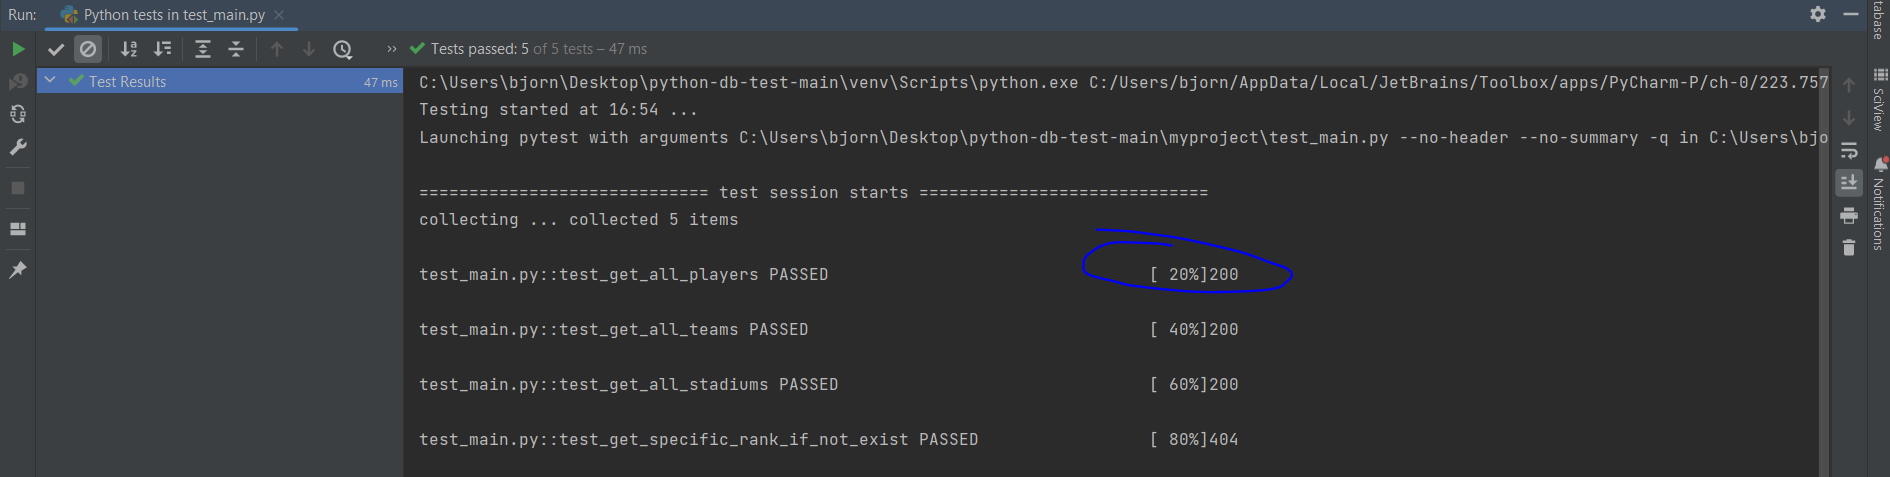 Run: Python tests in test_main.py
Tests passed: 5 of 5 tests – 47 ms
Test Results 47 ms
C:\Users\bjorn\Desktop\python-db-test-main\venv\Scripts\python.exe C:/Users/bjorn/AppData/Local/JetBrains/Toolbox/apps/PyCharm-P/ch-0/223.757
Testing started at 16:54 ...
Launching pytest with arguments C:\Users\bjorn\Desktop\python-db-test-main\myproject\test_main.py --no-header --no-summary -q in C:\Users\bjo
============================= test session starts =============================
collecting ... collected 5 items
test_main.py::test_get_all_players PASSED [ 20%]200
test_main.py::test_get_all_teams PASSED [ 40%]200
test_main.py::test_get_all_stadiums PASSED [ 60%]200
test_main.py::test_get_specific_rank_if_not_exist PASSED [ 80%]404
tabase
SciView
Notifications